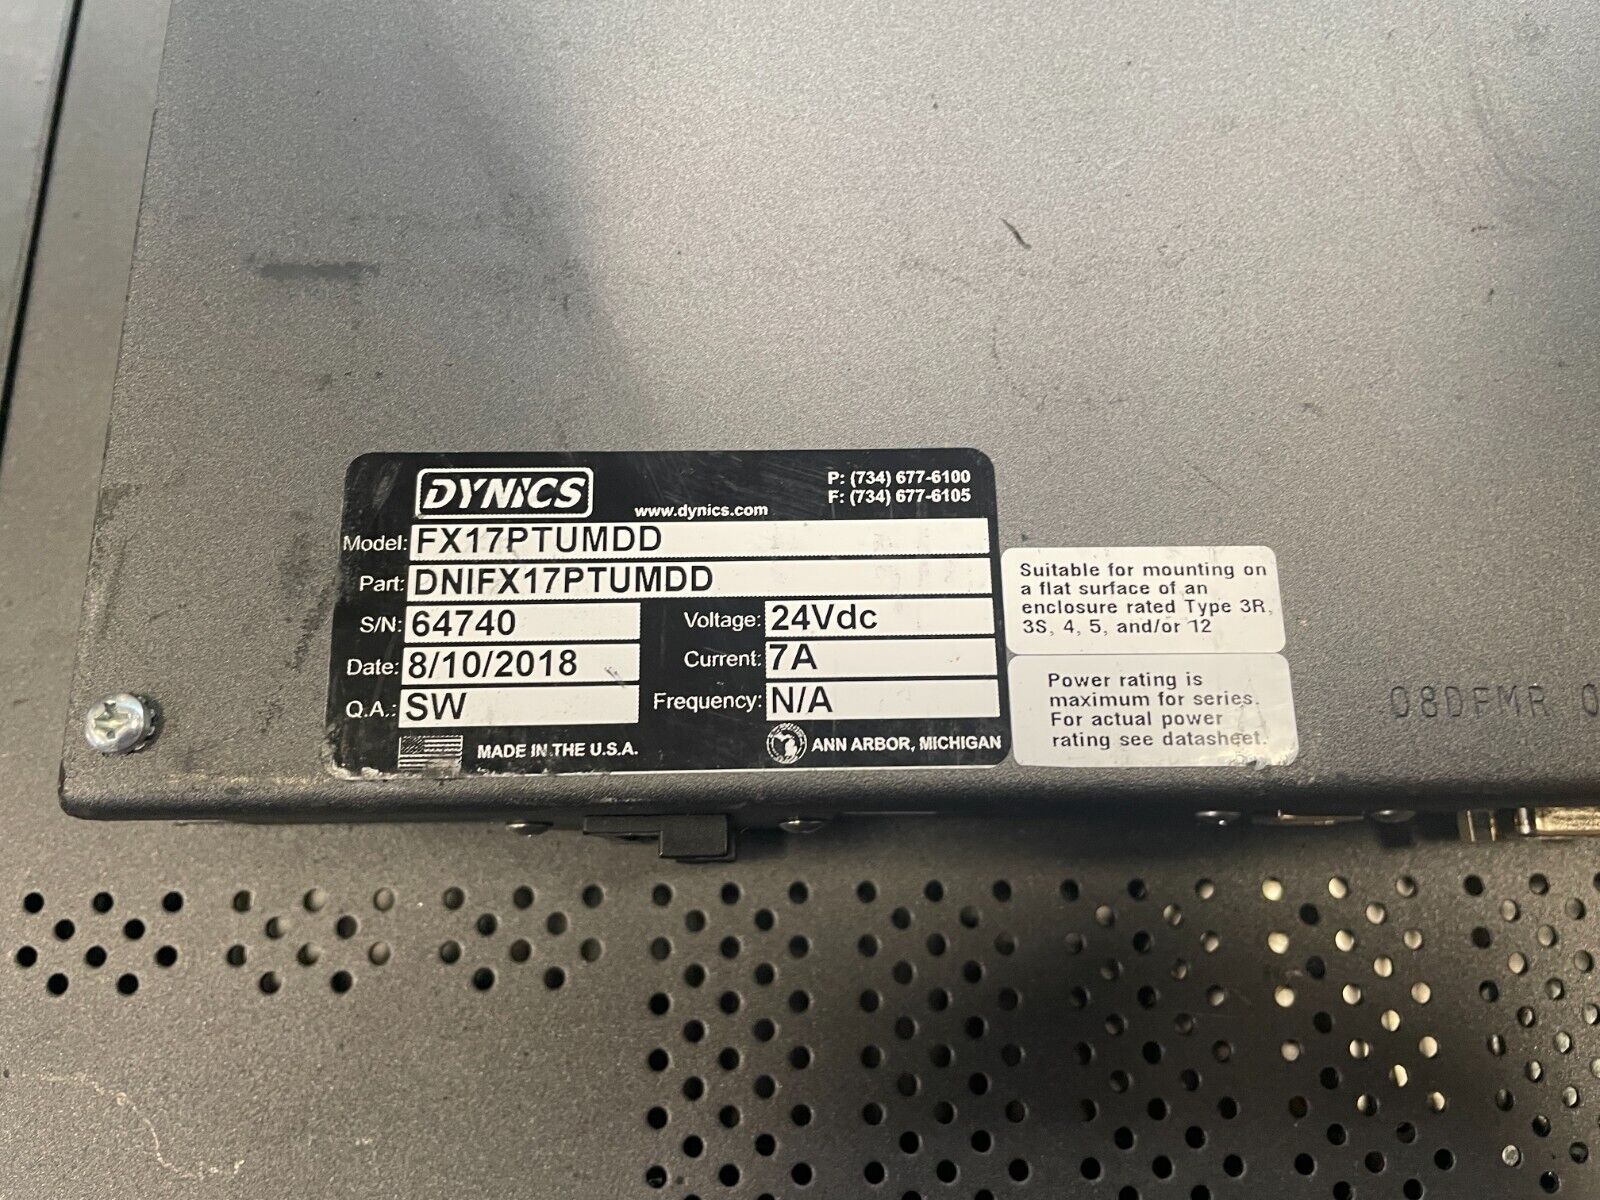 DYNICS
www.dynics.com
P: (734) 677-6100
F: (734) 677-6105
Model: FX17PTUMDD
Part: DNIFX17PTUMDD
S/N: 64740
Voltage: 24Vdc
Date: 8/10/2018
Current: 7A
Q.A.: SW
Frequency: N/A
MADE IN THE U.S.A.
ANN ARBOR, MICHIGAN
Suitable for mounting on
a flat surface of an
enclosure rated Type 3R,
3S, 4, 5, and/or 12
Power rating is
maximum for series.
For actual power
rating see datasheet.
08DFMR 0